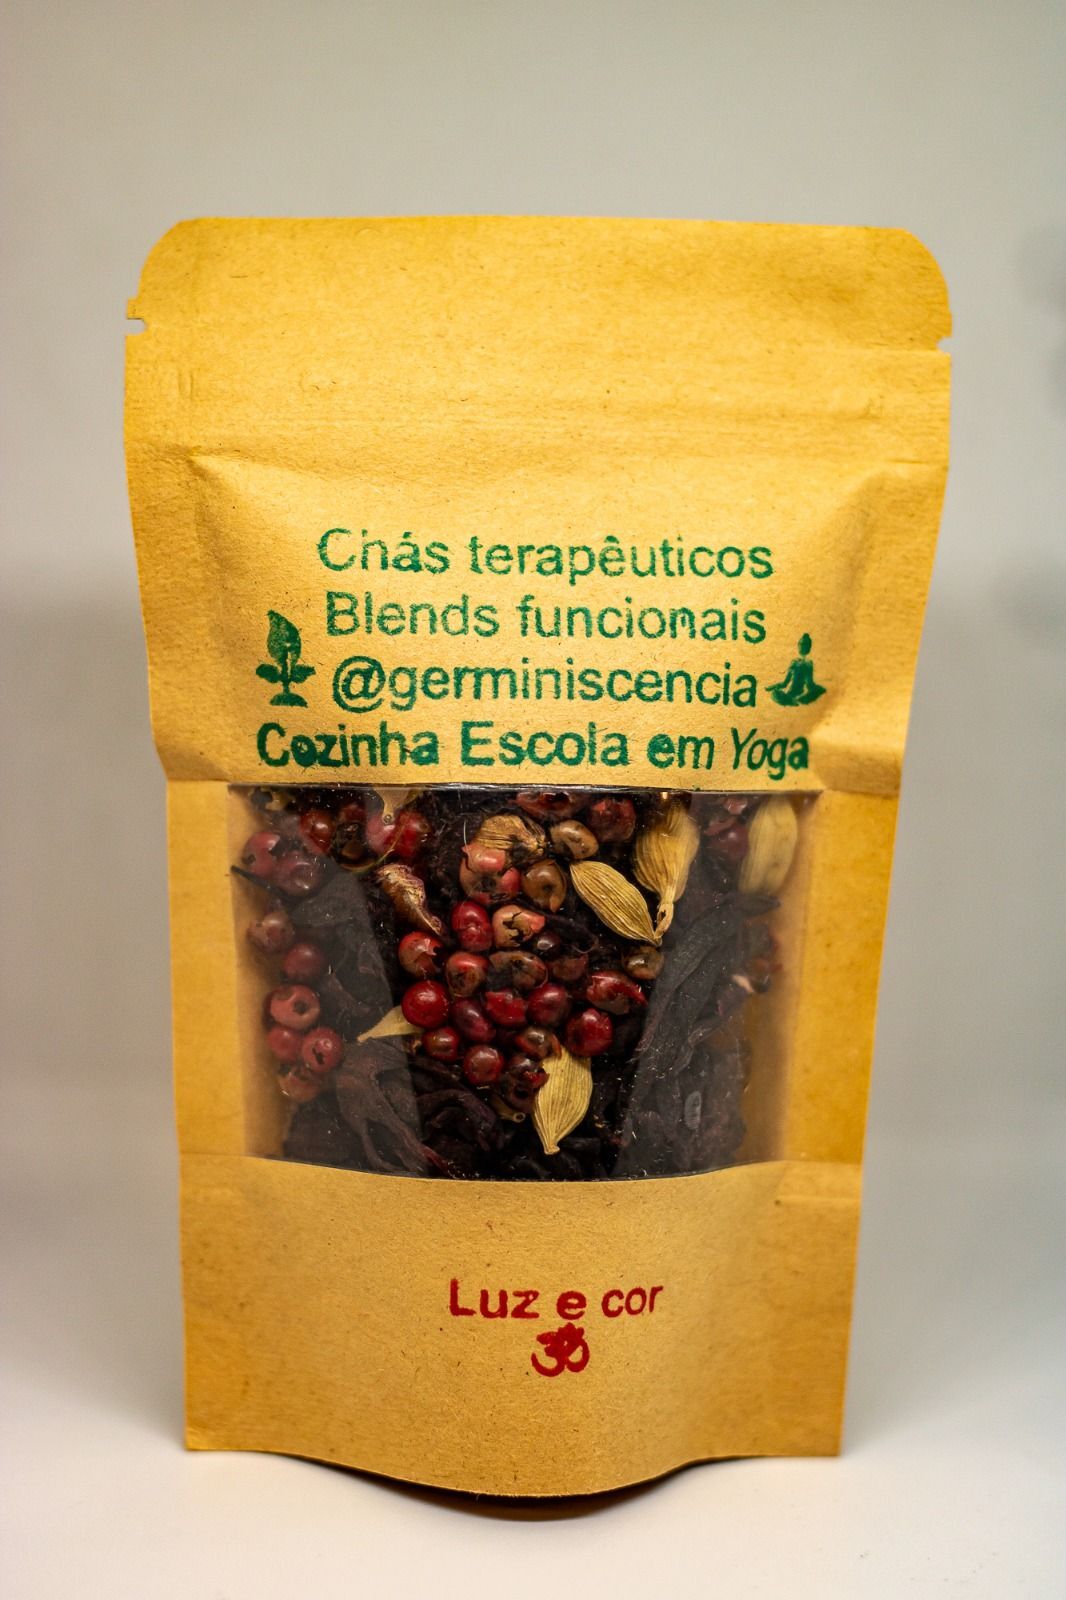 Chás terapêuticos
Blends funcionais
@germiniscencia
Cozinha Escola em Yoga
Luz e cor
ॐ